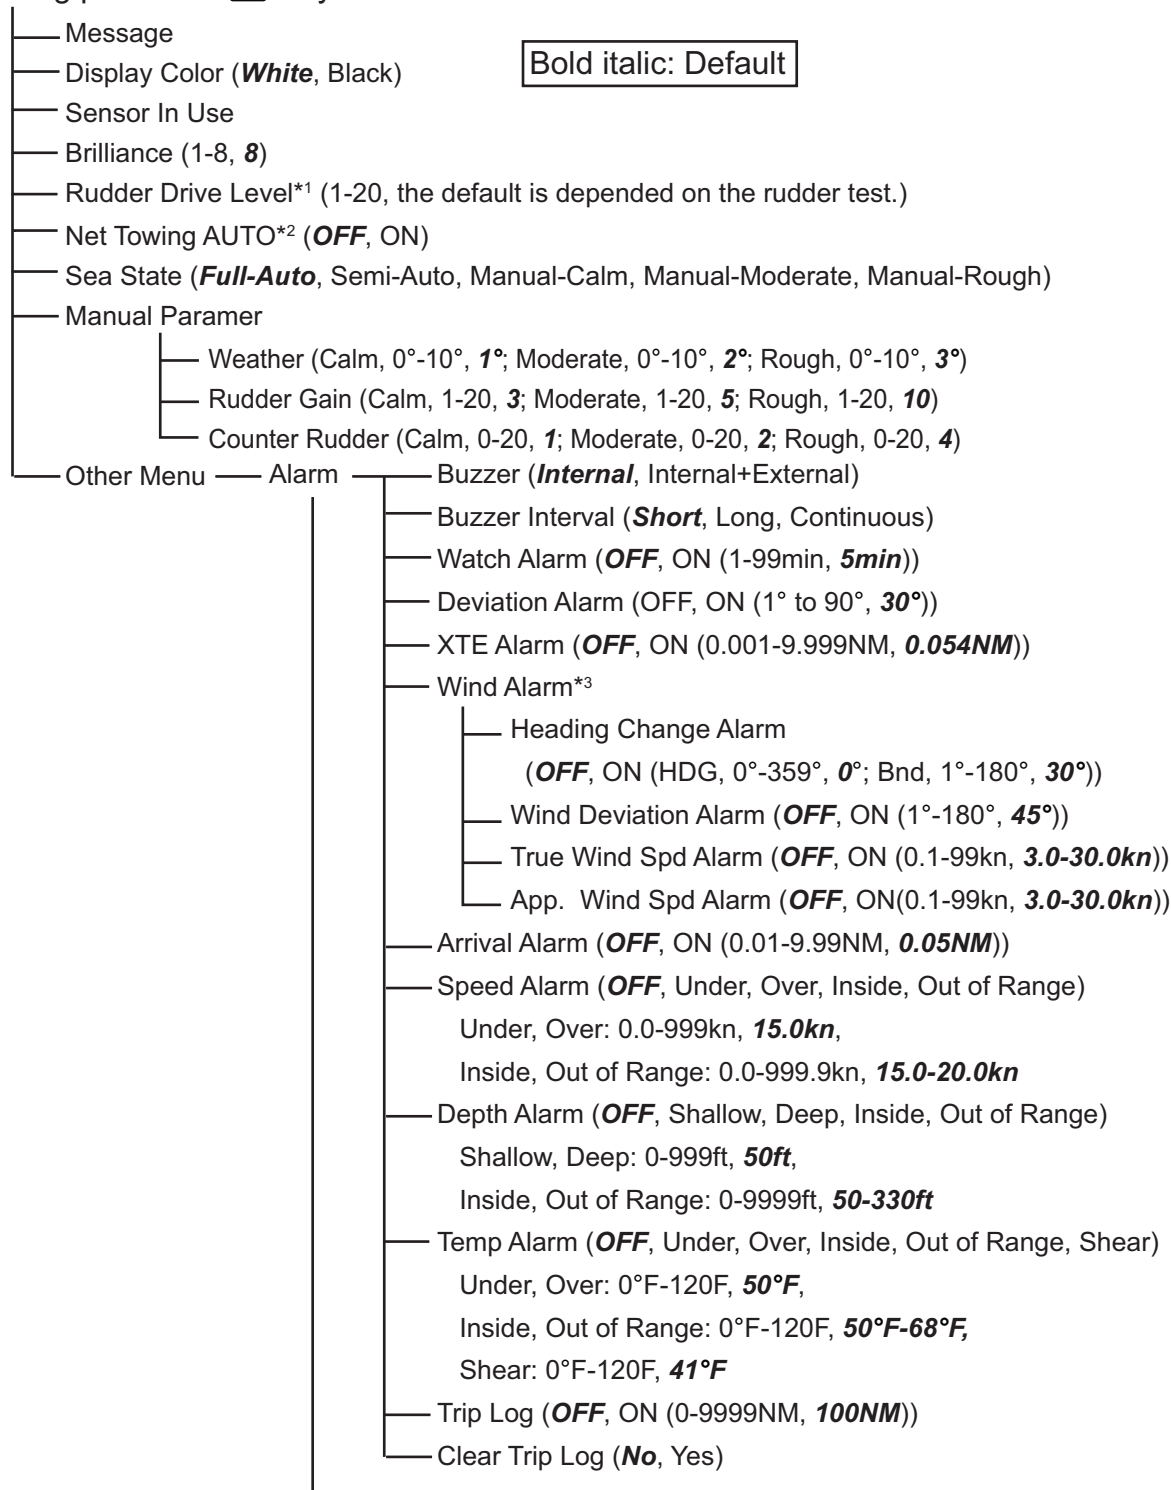 Message
Display Color (White, Black)
Bold italic: Default
Sensor In Use
Brilliance (1-8, 8)
Rudder Drive Level*1 (1-20, the default is depended on the rudder test.)
Net Towing AUTO*2 (OFF, ON)
Sea State (Full-Auto, Semi-Auto, Manual-Calm, Manual-Moderate, Manual-Rough)
Manual Paramer
Weather (Calm, 0°-10°, 1°; Moderate, 0°-10°, 2°; Rough, 0°-10°, 3°)
Rudder Gain (Calm, 1-20, 3; Moderate, 1-20, 5; Rough, 1-20, 10)
Counter Rudder (Calm, 0-20, 1; Moderate, 0-20, 2; Rough, 0-20, 4)
Other Menu Alarm Buzzer (Internal, Internal+External)
Buzzer Interval (Short, Long, Continuous)
Watch Alarm (OFF, ON (1-99min, 5min))
Deviation Alarm (OFF, ON (1° to 90°, 30°))
XTE Alarm (OFF, ON (0.001-9.999NM, 0.054NM))
Wind Alarm*3
Heading Change Alarm
(OFF, ON (HDG, 0°-359°, 0°; Bnd, 1°-180°, 30°))
Wind Deviation Alarm (OFF, ON (1°-180°, 45°))
True Wind Spd Alarm (OFF, ON (0.1-99kn, 3.0-30.0kn))
App. Wind Spd Alarm (OFF, ON(0.1-99kn, 3.0-30.0kn))
Arrival Alarm (OFF, ON (0.01-9.99NM, 0.05NM))
Speed Alarm (OFF, Under, Over, Inside, Out of Range)
Under, Over: 0.0-999kn, 15.0kn,
Inside, Out of Range: 0.0-999.9kn, 15.0-20.0kn
Depth Alarm (OFF, Shallow, Deep, Inside, Out of Range)
Shallow, Deep: 0-999ft, 50ft,
Inside, Out of Range: 0-9999ft, 50-330ft
Temp Alarm (OFF, Under, Over, Inside, Out of Range, Shear)
Under, Over: 0°F-120F, 50°F,
Inside, Out of Range: 0°F-120F, 50°F-68°F,
Shear: 0°F-120F, 41°F
Trip Log (OFF, ON (0-9999NM, 100NM))
Clear Trip Log (No, Yes)